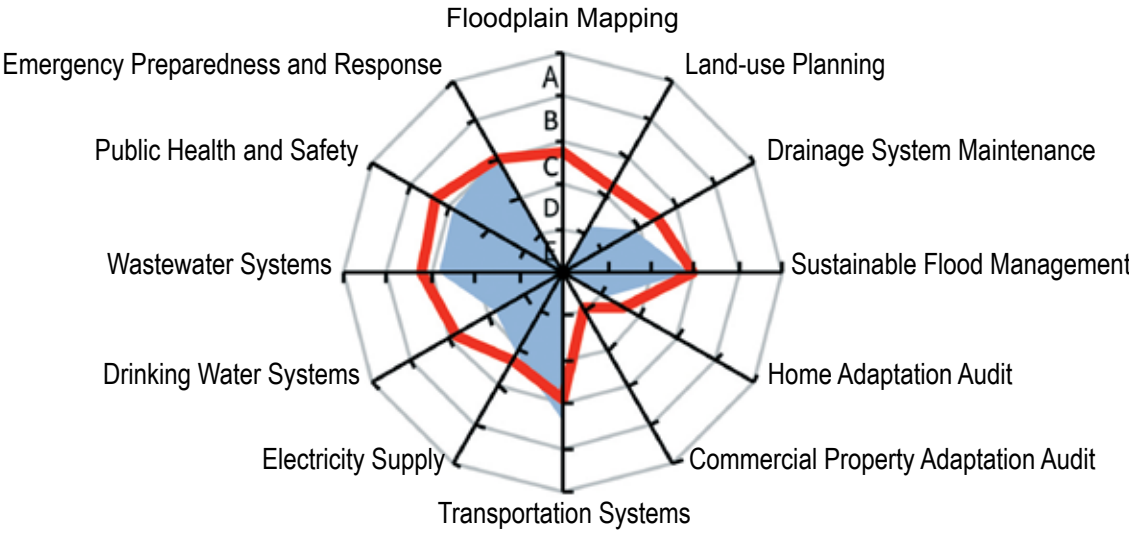 Floodplain Mapping
Emergency Preparedness and Response
Land-use Planning
A
B
Public Health and Safety
Drainage System Maintenance
C
D
E
Wastewater Systems
Sustainable Flood Management
Drinking Water Systems
Home Adaptation Audit
Electricity Supply
Commercial Property Adaptation Audit
Transportation Systems